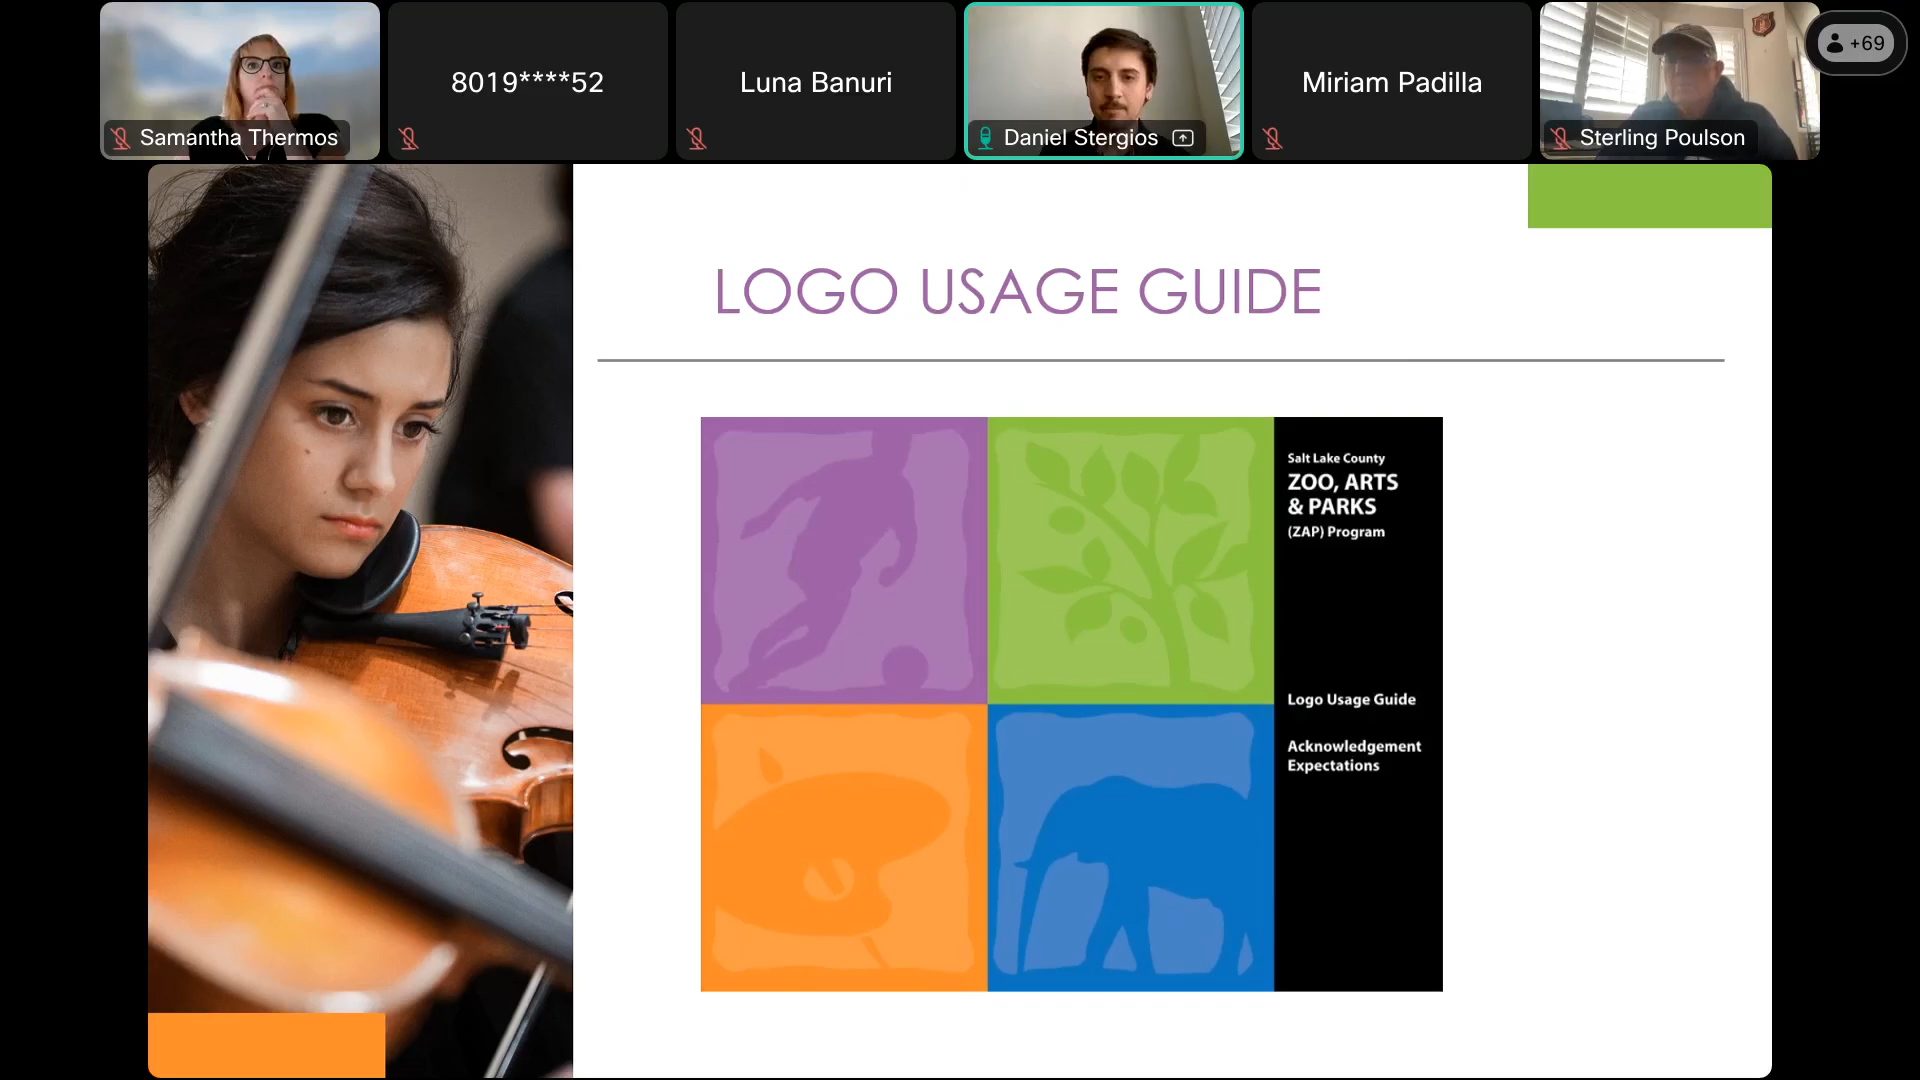 Samantha Thermos
8019****52
Luna Banuri
Daniel Stergios
Miriam Padilla
Sterling Poulson
+69
LOGO USAGE GUIDE
Salt Lake County
ZOO, ARTS
& PARKS
(ZAP) Program
Logo Usage Guide
Acknowledgement
Expectations